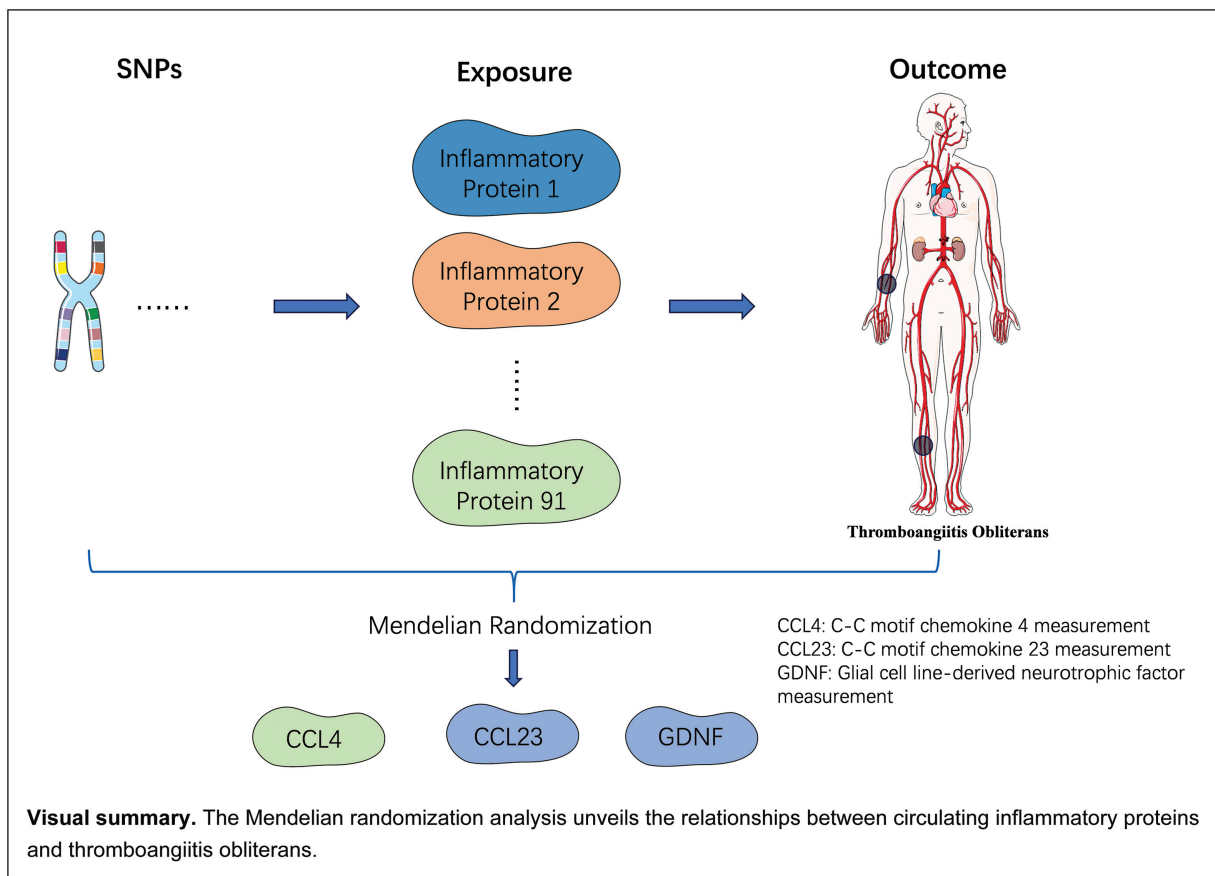 SNPs
Exposure
Outcome
Inflammatory
Protein 1
Inflammatory
Protein 2
......
Inflammatory
Protein 91
Thromboangiitis Obliterans
Mendelian Randomization
CCL4: C-C motif chemokine 4 measurement
CCL23: C-C motif chemokine 23 measurement
GDNF: Glial cell line-derived neurotrophic factor
measurement
CCL4
CCL23
GDNF
Visual summary. The Mendelian randomization analysis unveils the relationships between circulating inflammatory proteins
and thromboangiitis obliterans.